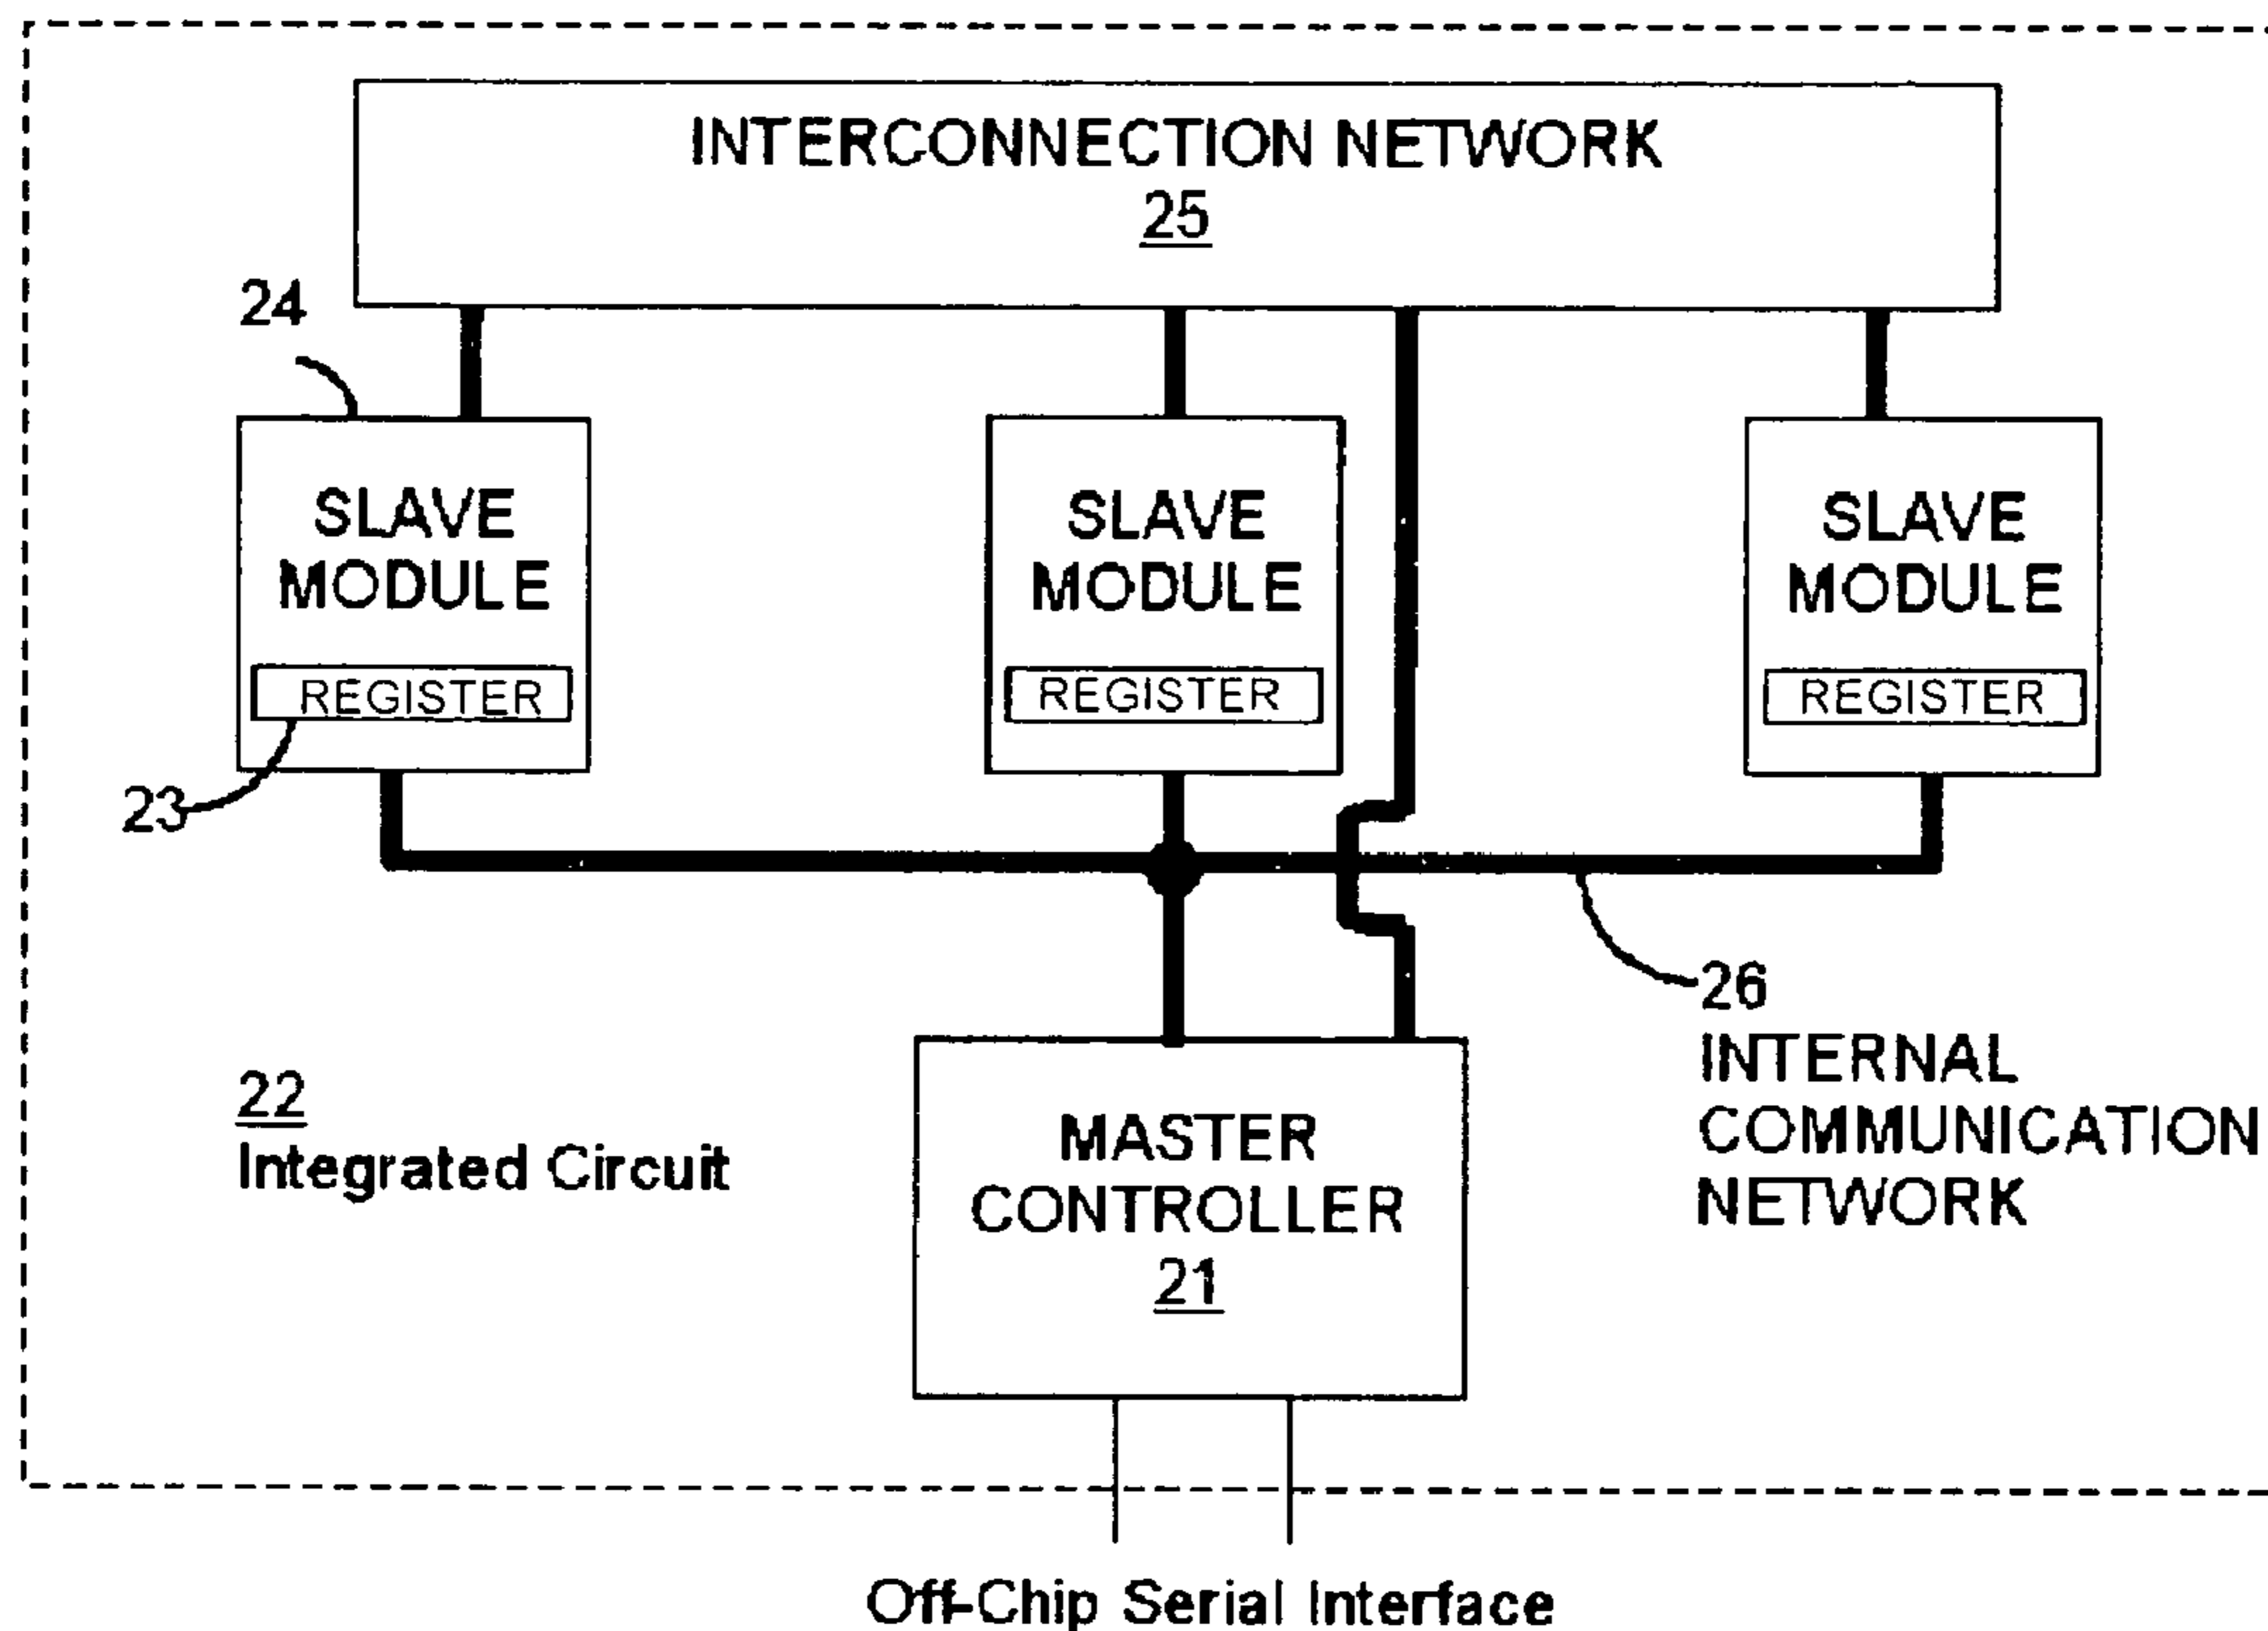 INTERCONNECTION NETWORK
25
24
SLAVE
MODULE
REGISTER
SLAVE
MODULE
REGISTER
SLAVE
MODULE
REGISTER
23
26
INTERNAL
COMMUNICATION
NETWORK
22
Integrated Circuit
MASTER
CONTROLLER
21
Off-Chip Serial Interface